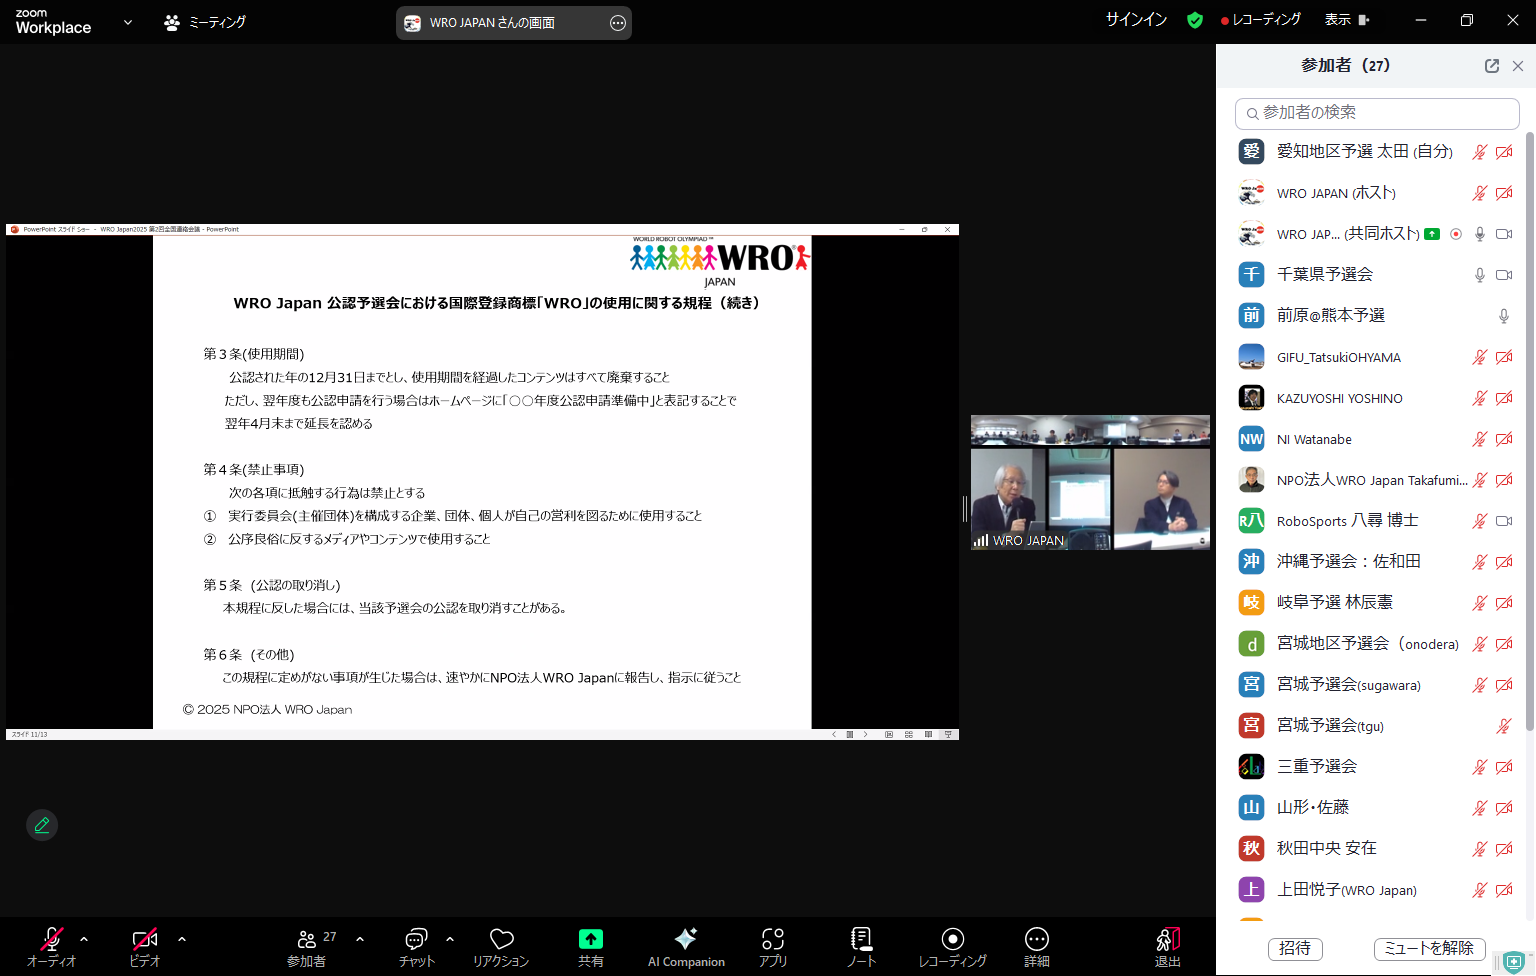 zoom
Workplace
ミーティング
WRO JAPAN さんの画面
サインイン
レコーディング
表示
PowerPoint スライド ショー - WRO Japan2025 第2回全国連絡会議 - PowerPoint
WORLD ROBOT OLYMPIAD™
WRO®
JAPAN
WRO Japan 公認予選会における国際登録商標「WRO」の使用に関する規程（続き）
第３条(使用期間)
公認された年の12月31日までとし、使用期間を経過したコンテンツはすべて廃棄すること
ただし、翌年度も公認申請を行う場合はホームページに「〇〇年度公認申請準備中」と表記することで
翌年4月末まで延長を認める
第４条(禁止事項)
次の各項に抵触する行為は禁止とする
① 実行委員会(主催団体)を構成する企業、団体、個人が自己の営利を図るために使用すること
② 公序良俗に反するメディアやコンテンツで使用すること
第５条 (公認の取り消し)
本規程に反した場合には、当該予選会の公認を取り消すことがある。
第６条 (その他)
この規程に定めがない事項が生じた場合は、速やかにNPO法人WRO Japanに報告し、指示に従うこと
© 2025 NPO法人 WRO Japan
スライド 11/13
WRO JAPAN
参加者（27）
参加者の検索
愛 愛知地区予選 太田 (自分)
WRO JAPAN (ホスト)
WRO JAP... (共同ホスト)
千 千葉県予選会
前 前原@熊本予選
GIFU_TatsukiOHYAMA
KAZUYOSHI YOSHINO
NW NI Watanabe
NPO法人WRO Japan Takafumi...
R八 RoboSports 八尋 博士
沖 沖縄予選会：佐和田
岐 岐阜予選 林辰憲
d 宮城地区予選会（onodera)
宮 宮城予選会(sugawara)
宮 宮城予選会(tgu)
三重予選会
山 山形・佐藤
秋 秋田中央 安在
上 上田悦子(WRO Japan)
招待
ミュートを解除
オーディオ
ビデオ
参加者
27
チャット
リアクション
共有
AI Companion
アプリ
ノート
レコーディング
詳細
退出